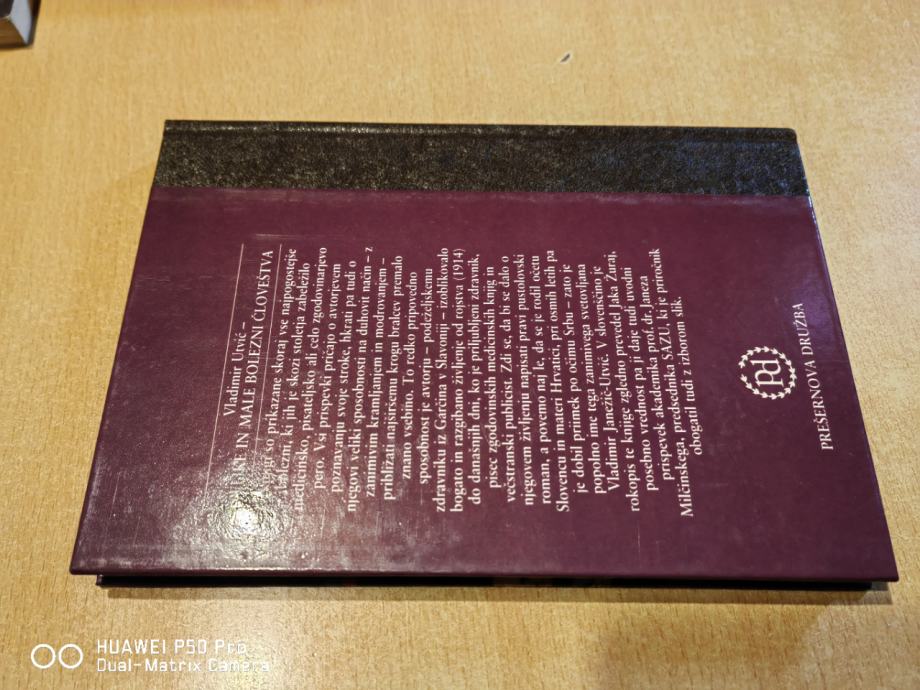 Vladimir Utvič –
IN MALE BOLEZNI ČLOVEŠTVA
so prikazane skoraj vse najpogostejše
bolezni, ki jih je skozi stoletja zabeležilo
medicinsko, pisateljsko ali celo zgodovinarjevo
pero. Vsi prispevki pričajo o avtorjevem
poznavanju svoje stroke, hkrati pa tudi o
njegovi veliki sposobnosti na duhovit način – z
zanimivim kramljanjem in modrovanjem –
približati najširšemu krogu bralcev premalo
znano vsebino. To redko pripovedno
sposobnost je avtorju – podeželjskemu
zdravniku iz Garčina v Slavoniji – izoblikovalo
bogato in razgibano življenje od rojstva (1914)
do današnjih dni, ko je priljubljeni zdravnik,
pisec zgodovinskih medicinskih knjig in
večstranski publicist. Zdi se, da bi se dalo o
njegovem življenju napisati pravi pustolovski
roman, a povejmo naj le, da se je rodil očetu
Slovencu in materi Hrvatici, pri osmih letih pa
je dobil priimek po očimu Srbu – zato je
popolno ime tega zanimivega svetovljana
Vladimir Janežič-Utvič. V slovenščino je
rokopis te knjige zgledno prevedel Jaka Žuraj,
posebno vrednost pa ji daje tudi uvodni
prispevek akademika prof. dr. Janeza
Milčinskega, predsednika SAZU, ki je priročnik
obogatil tudi z izborom slik.
Pd
PREŠERNOVA DRUŽBA
HUAWEI P50 Pro
Dual-Matrix Camera